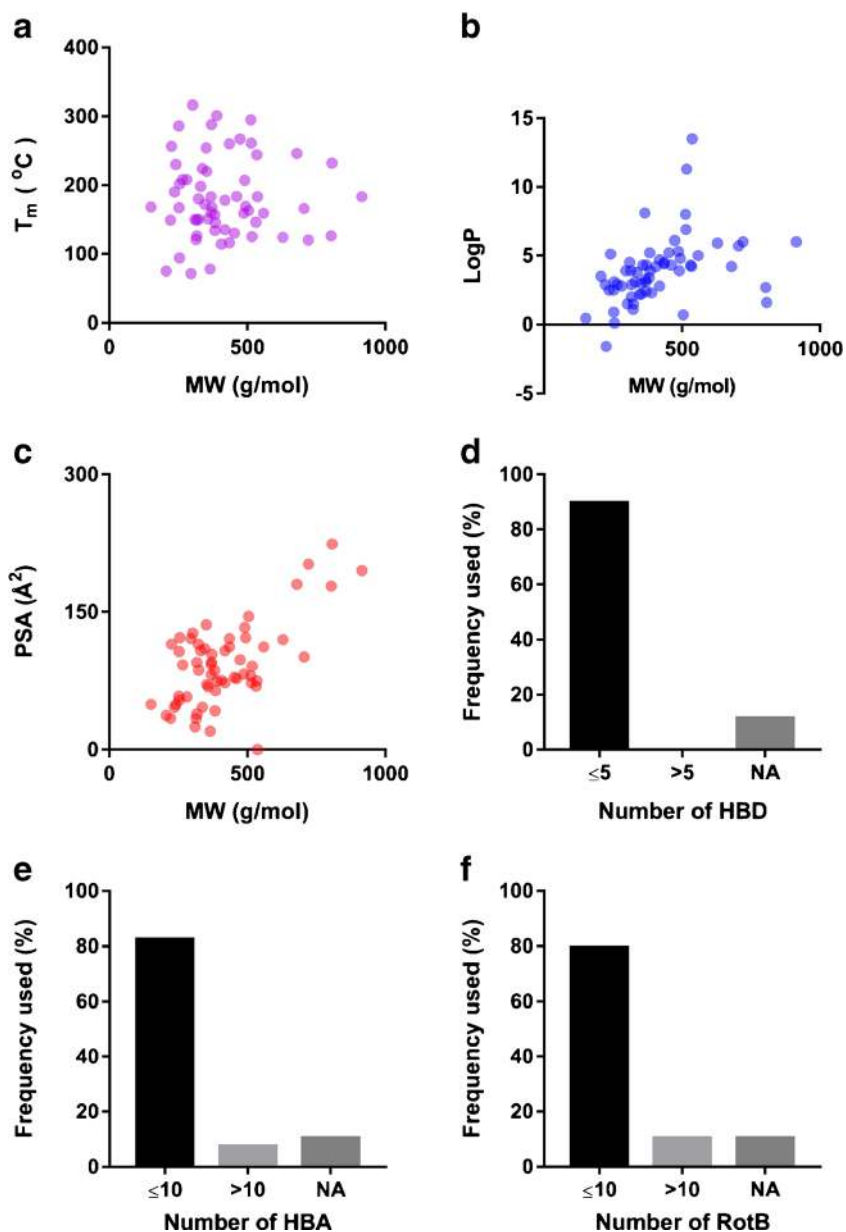 a
400
300
200
100
0
Tm ( oC)
0 500 1000
MW (g/mol)
b
15
10
5
0
-5
LogP
500 1000
MW (g/mol)
c
300
150
0
PSA (Å2)
0 500 1000
MW (g/mol)
d
100
80
60
40
20
0
Frequency used (%)
≤5 >5 NA
Number of HBD
e
100
80
60
40
20
0
Frequency used (%)
≤10 >10 NA
Number of HBA
f
100
80
60
40
20
0
Frequency used (%)
≤10 >10 NA
Number of RotB